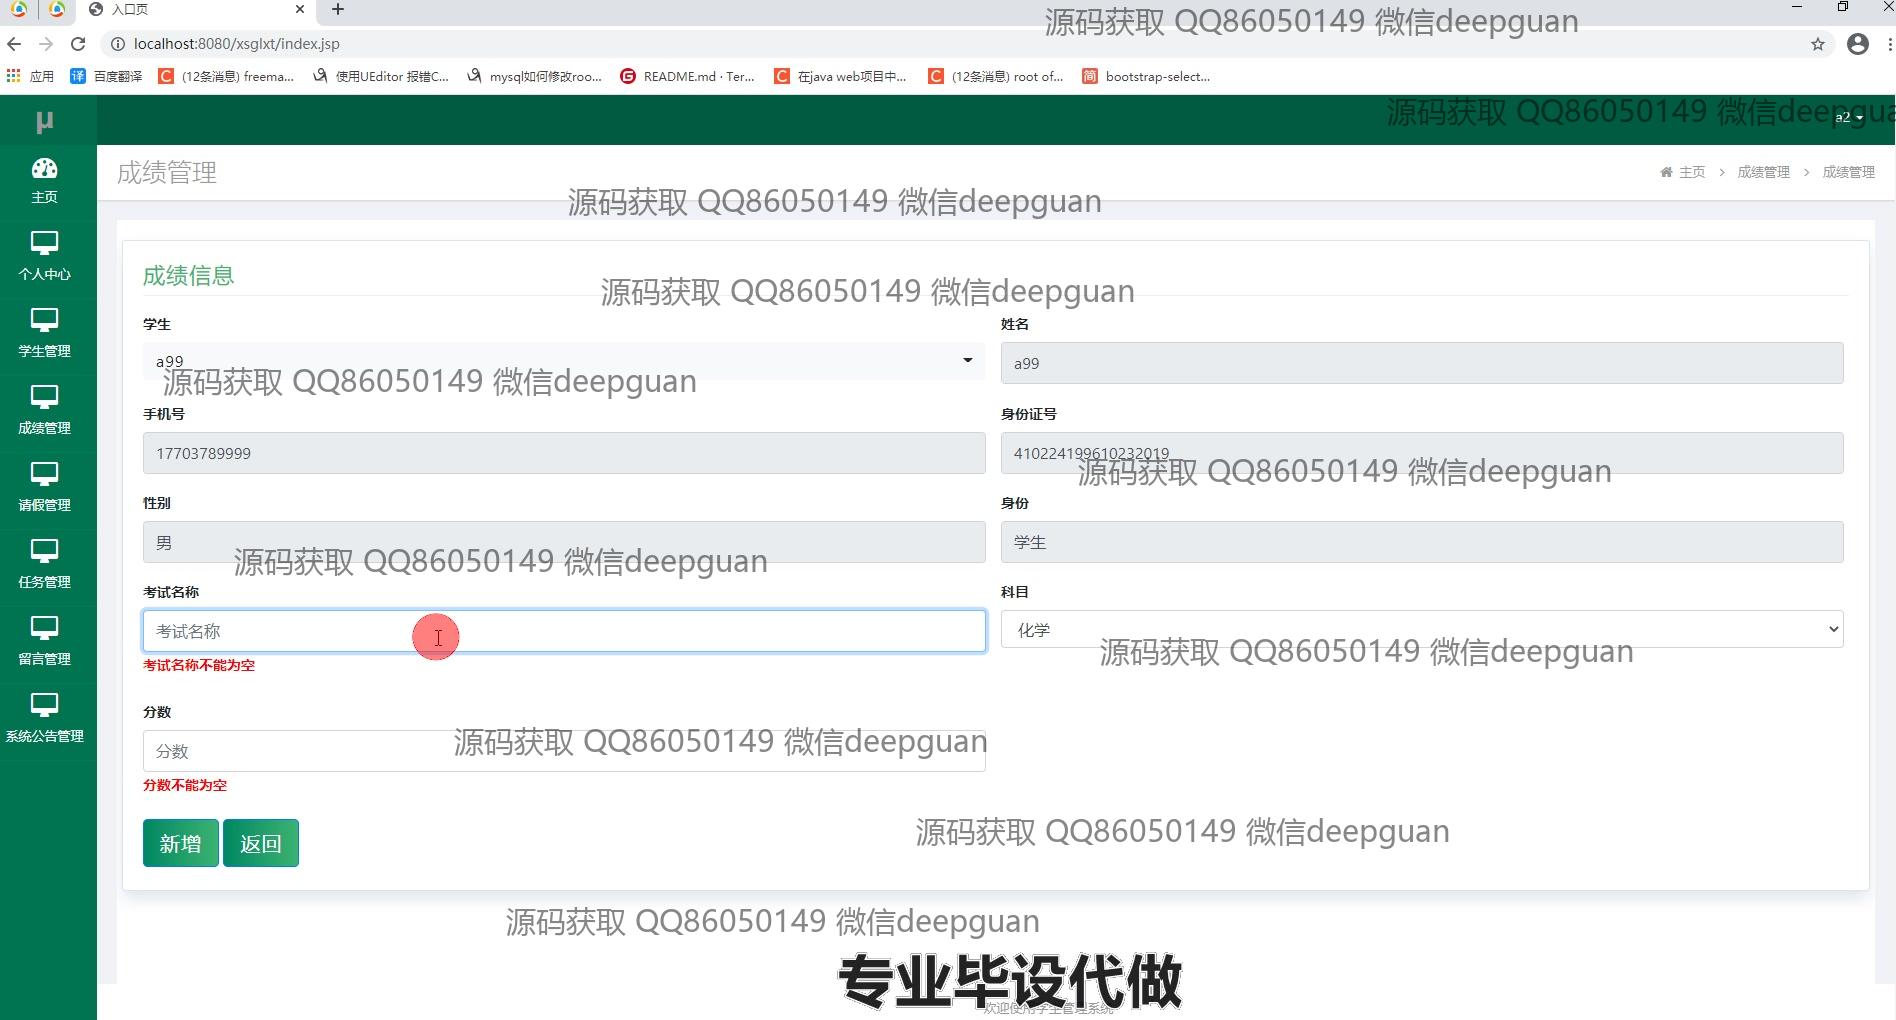 入口页
源码获取 QQ86050149 微信deepguan
localhost:8080/xsglxt/index.jsp
应用 百度翻译 (12条消息) freema... 使用UEditor 报错C... mysql如何修改roo... README.md · Ter... 在java web项目中... (12条消息) root of... bootstrap-select...
μ
源码获取 QQ86050149 微信deepgua
a2
主页
成绩管理
主页 > 成绩管理 > 成绩管理
源码获取 QQ86050149 微信deepguan
个人中心
成绩信息
源码获取 QQ86050149 微信deepguan
学生 姓名
学生管理
a99 a99
源码获取 QQ86050149 微信deepguan
手机号 身份证号
成绩管理
17703789999 410224199610232019
源码获取 QQ86050149 微信deepguan
性别 身份
请假管理
男 学生
源码获取 QQ86050149 微信deepguan
任务管理
考试名称 科目
考试名称 化学
源码获取 QQ86050149 微信deepguan
留言管理
考试名称不能为空
分数
系统公告管理
分数
源码获取 QQ86050149 微信deepguan
分数不能为空
新增 返回
源码获取 QQ86050149 微信deepguan
源码获取 QQ86050149 微信deepguan
专业毕设代做
欢迎使用学生管理系统